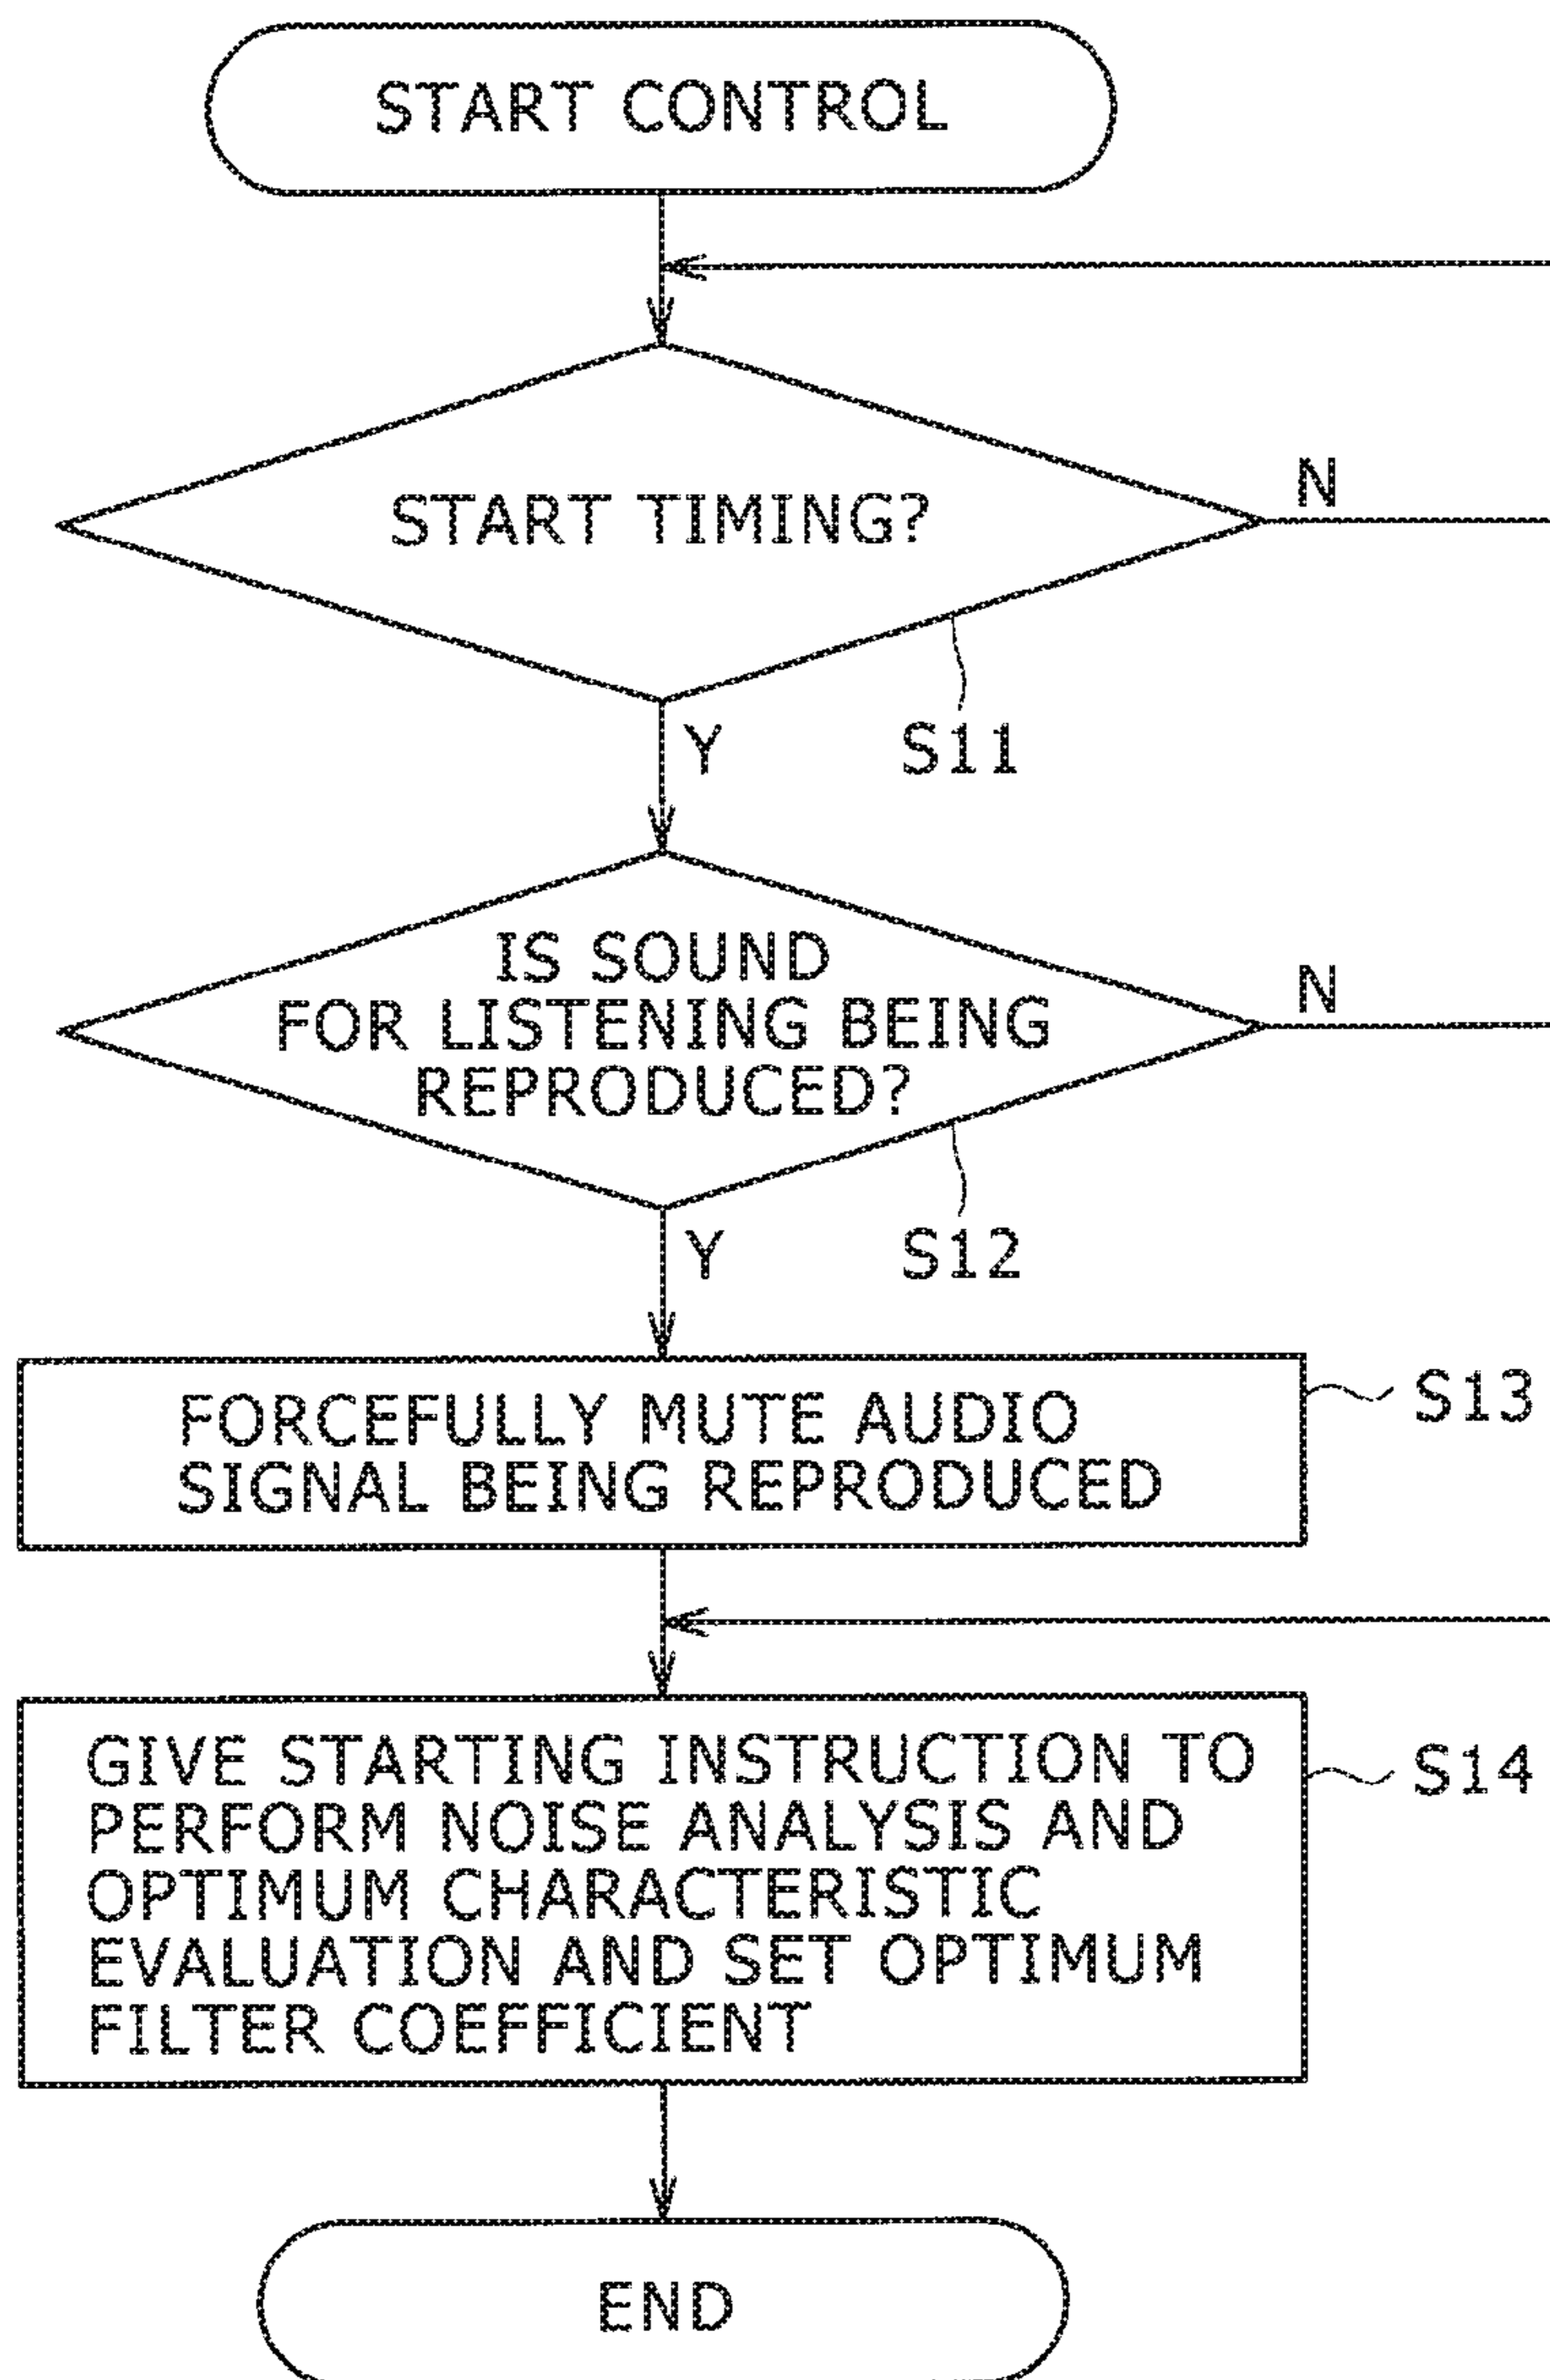 START CONTROL
START TIMING?
N
Y
S11
IS SOUND
FOR LISTENING BEING
REPRODUCED?
N
Y
S12
FORCEFULLY MUTE AUDIO
SIGNAL BEING REPRODUCED
S13
GIVE STARTING INSTRUCTION TO
PERFORM NOISE ANALYSIS AND
OPTIMUM CHARACTERISTIC
EVALUATION AND SET OPTIMUM
FILTER COEFFICIENT
S14
END